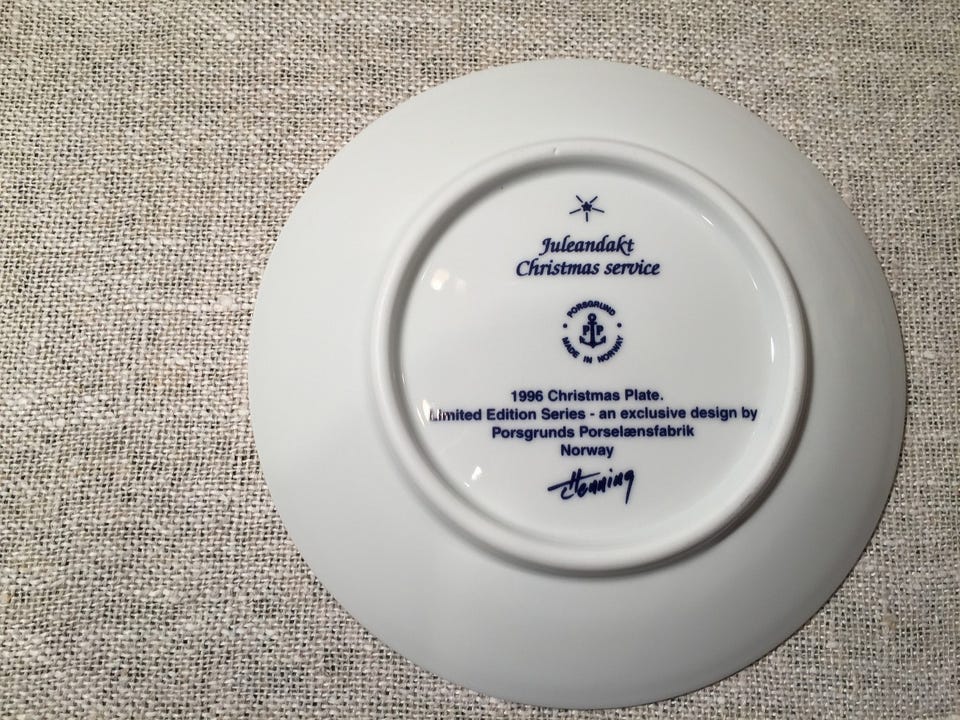 Juleandakt
Christmas service
PORSGRUND
P P
MADE IN NORWAY
1996 Christmas Plate.
Limited Edition Series - an exclusive design by
Porsgrunds Porselænsfabrik
Norway
Henning